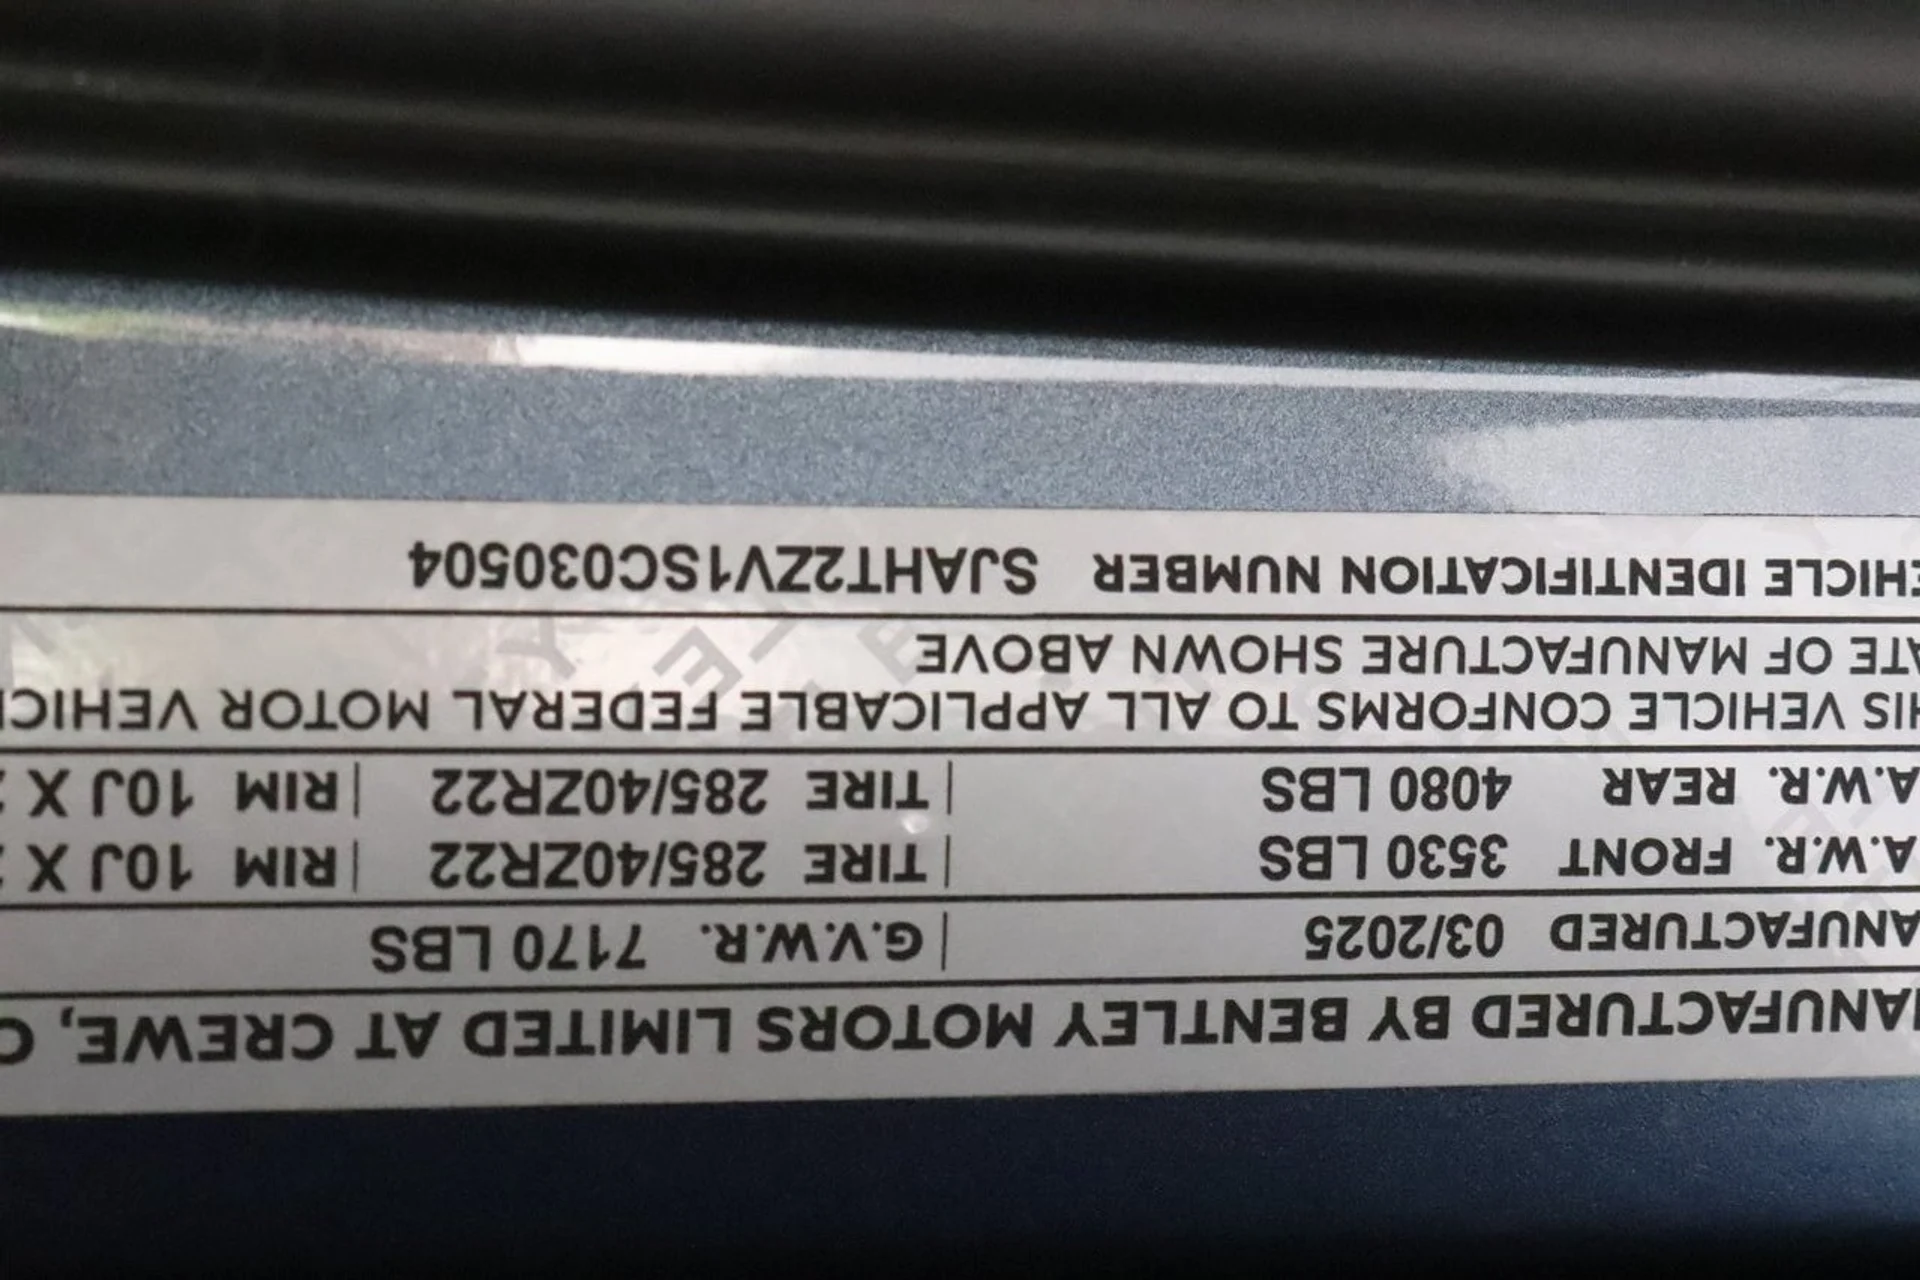 ANUFACTURED BY BENTLEY MOTORS LIMITED AT CREWE,
ANUFACTURED 03/2025 | G.V.W.R. 7170 LBS
A.W.R. FRONT 3530 LBS | TIRE 285/40ZR22 | RIM 10J X
A.W.R. REAR 4080 LBS | TIRE 285/40ZR22 | RIM 10J X
HIS VEHICLE CONFORMS TO ALL APPLICABLE FEDERAL MOTOR VEHIC
ATE OF MANUFACTURE SHOWN ABOVE
EHICLE IDENTIFICATION NUMBER SJAHT2ZV1SC030504